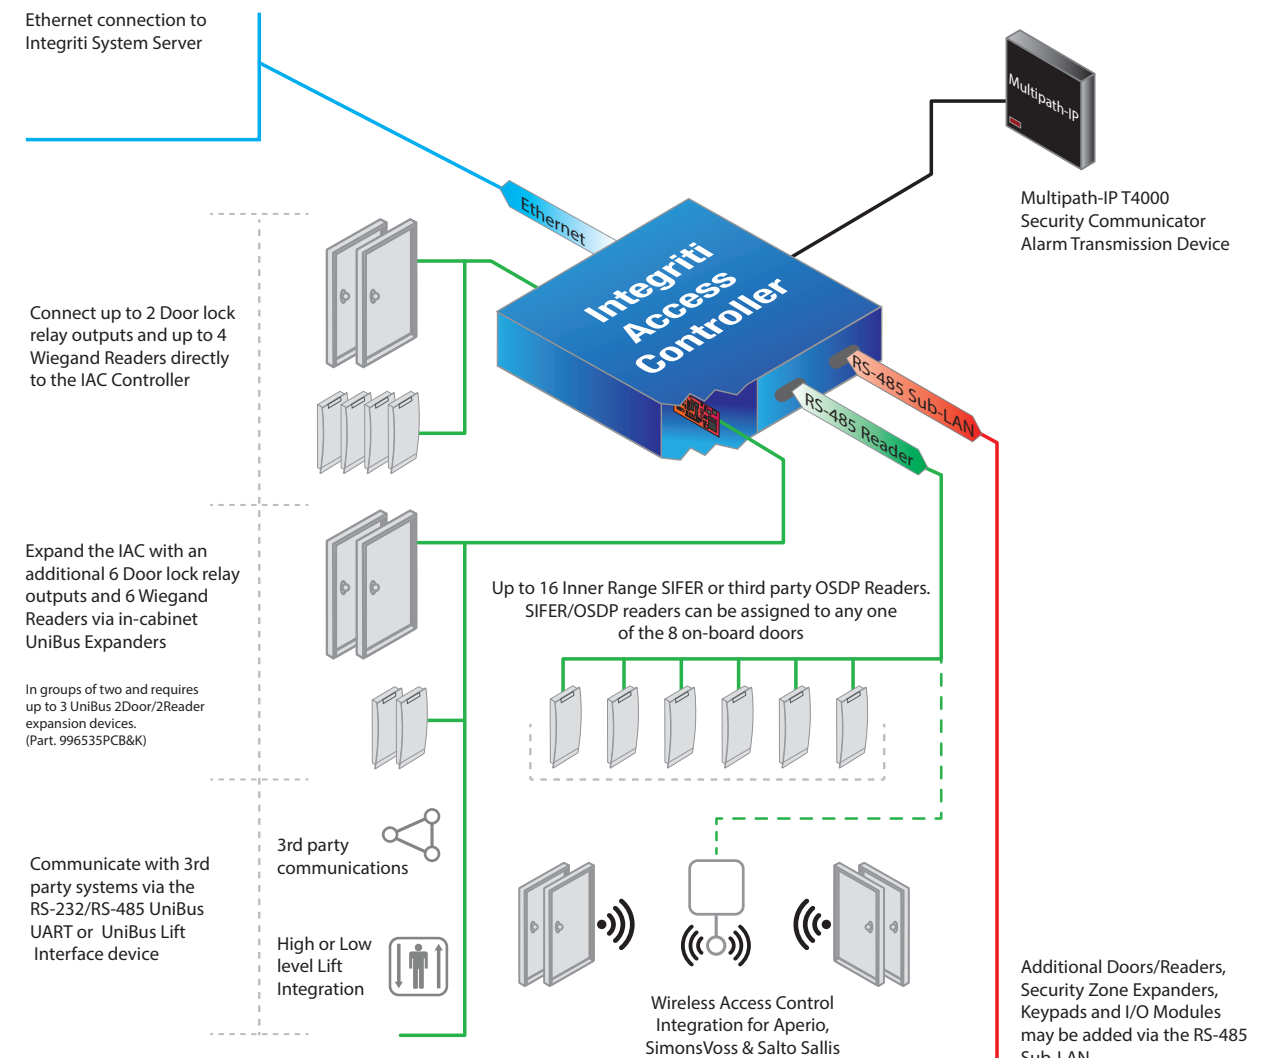 Ethernet connection to
Integriti System Server
Multipath-IP
Multipath-IP T4000
Security Communicator
Alarm Transmission Device
Ethernet
Integriti
Access
Controller
RS-485 Sub-LAN
RS-485 Reader
Connect up to 2 Door lock
relay outputs and up to 4
Wiegand Readers directly
to the IAC Controller
Expand the IAC with an
additional 6 Door lock relay
outputs and 6 Wiegand
Readers via in-cabinet
UniBus Expanders
In groups of two and requires
up to 3 UniBus 2Door/2Reader
expansion devices.
(Part. 996535PCB&K)
Up to 16 Inner Range SIFER or third party OSDP Readers.
SIFER/OSDP readers can be assigned to any one
of the 8 on-board doors
Communicate with 3rd
party systems via the
RS-232/RS-485 UniBus
UART or UniBus Lift
Interface device
3rd party
communications
High or Low
level Lift
Integration
Wireless Access Control
Integration for Aperio,
SimonsVoss & Salto Sallis
Additional Doors/Readers,
Security Zone Expanders,
Keypads and I/O Modules
may be added via the RS-485
Sub-LAN